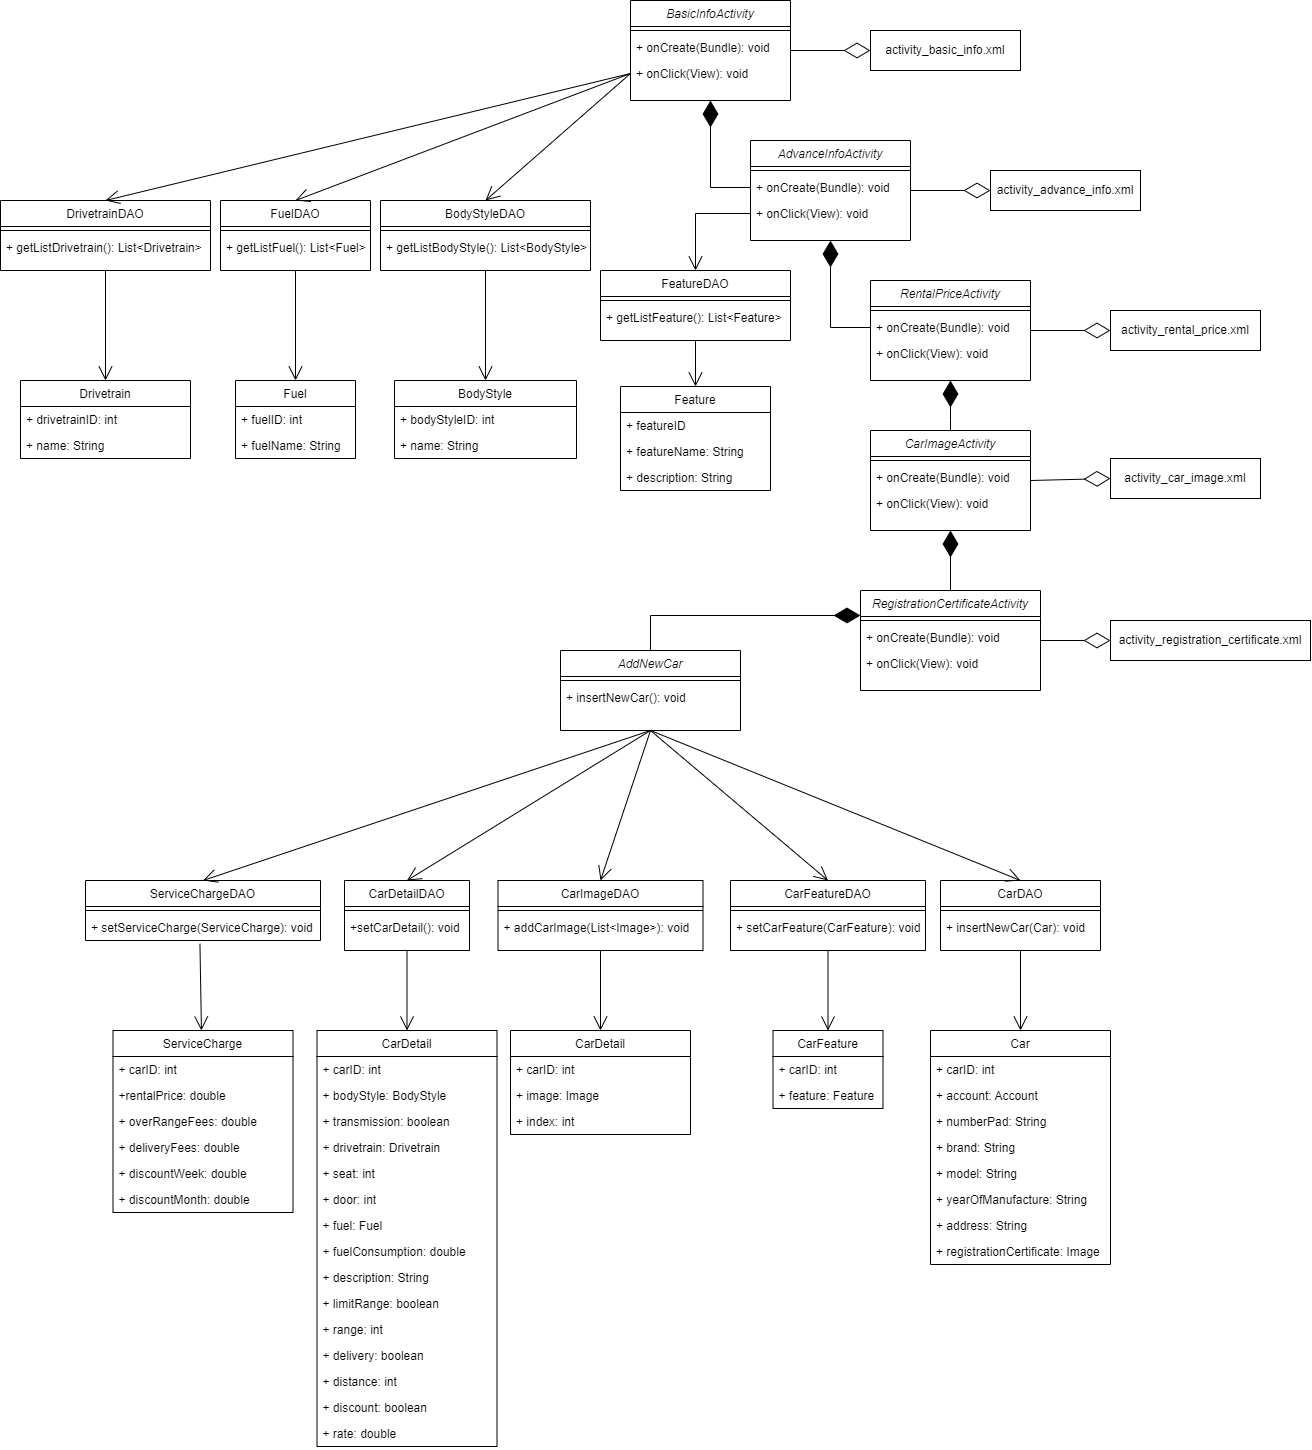 BasicInfoActivity
+ onCreate(Bundle): void
+ onClick(View): void
activity_basic_info.xml
AdvanceInfoActivity
+ onCreate(Bundle): void
+ onClick(View): void
activity_advance_info.xml
DrivetrainDAO
+ getListDrivetrain(): List<Drivetrain>
FuelDAO
+ getListFuel(): List<Fuel>
BodyStyleDAO
+ getListBodyStyle(): List<BodyStyle>
FeatureDAO
+ getListFeature(): List<Feature>
RentalPriceActivity
+ onCreate(Bundle): void
+ onClick(View): void
activity_rental_price.xml
Drivetrain
+ drivetrainID: int
+ name: String
Fuel
+ fuelID: int
+ fuelName: String
BodyStyle
+ bodyStyleID: int
+ name: String
Feature
+ featureID
+ featureName: String
+ description: String
CarImageActivity
+ onCreate(Bundle): void
+ onClick(View): void
activity_car_image.xml
RegistrationCertificateActivity
+ onCreate(Bundle): void
+ onClick(View): void
activity_registration_certificate.xml
AddNewCar
+ insertNewCar(): void
ServiceChargeDAO
+ setServiceCharge(ServiceCharge): void
CarDetailDAO
+setCarDetail(): void
CarImageDAO
+ addCarImage(List<Image>): void
CarFeatureDAO
+ setCarFeature(CarFeature): void
CarDAO
+ insertNewCar(Car): void
ServiceCharge
+ carID: int
+rentalPrice: double
+ overRangeFees: double
+ deliveryFees: double
+ discountWeek: double
+ discountMonth: double
CarDetail
+ carID: int
+ bodyStyle: BodyStyle
+ transmission: boolean
+ drivetrain: Drivetrain
+ seat: int
+ door: int
+ fuel: Fuel
+ fuelConsumption: double
+ description: String
+ limitRange: boolean
+ range: int
+ delivery: boolean
+ distance: int
+ discount: boolean
+ rate: double
CarDetail
+ carID: int
+ image: Image
+ index: int
CarFeature
+ carID: int
+ feature: Feature
Car
+ carID: int
+ account: Account
+ numberPad: String
+ brand: String
+ model: String
+ yearOfManufacture: String
+ address: String
+ registrationCertificate: Image